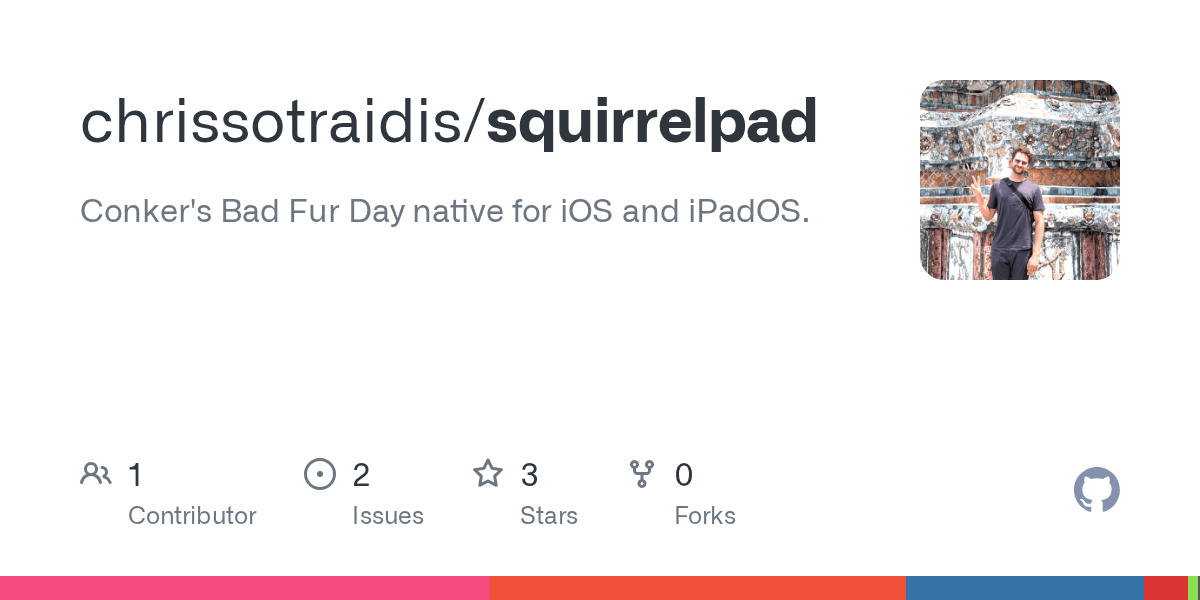 chrissotraidis/squirrelpad
Conker's Bad Fur Day native for iOS and iPadOS.
1 2 3 0
Contributor Issues Stars Forks